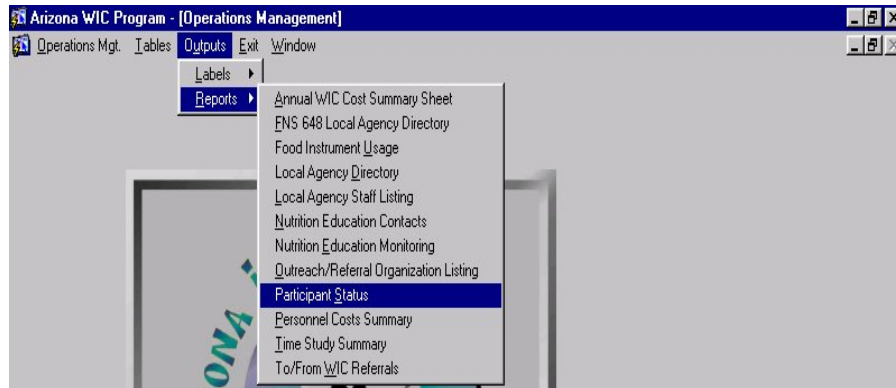 Arizona WIC Program - [Operations Management]
Operations Mgt. Tables Outputs Exit Window
Labels
Reports
Annual WIC Cost Summary Sheet
FNS 648 Local Agency Directory
Food Instrument Usage
Local Agency Directory
Local Agency Staff Listing
Nutrition Education Contacts
Nutrition Education Monitoring
Outreach/Referral Organization Listing
Participant Status
Personnel Costs Summary
Time Study Summary
To/From WIC Referrals